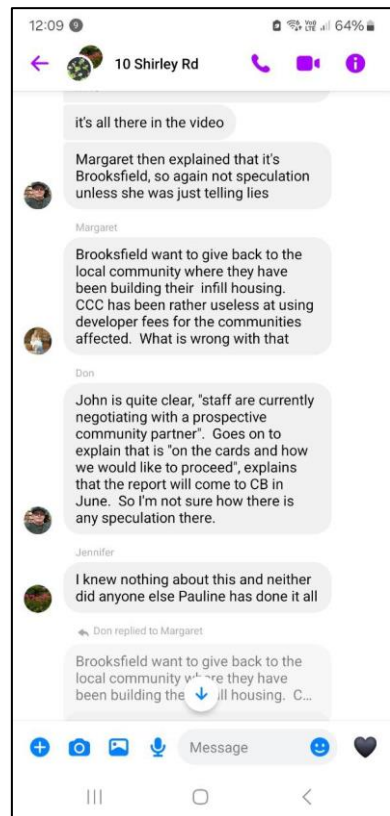 12:09 9 Vo) LTE 64%
10 Shirley Rd
it's all there in the video
Margaret then explained that it's
Brooksfield, so again not speculation
unless she was just telling lies
Margaret
Brooksfield want to give back to the
local community where they have
been building their infill housing.
CCC has been rather useless at using
developer fees for the communities
affected. What is wrong with that
Don
John is quite clear, "staff are currently
negotiating with a prospective
community partner". Goes on to
explain that is "on the cards and how
we would like to proceed", explains
that the report will come to CB in
June. So I'm not sure how there is
any speculation there.
Jennifer
I knew nothing about this and neither
did anyone else Pauline has done it all
Don replied to Margaret
Brooksfield want to give back to the
local community where they have
been building the ill housing. C...
Message